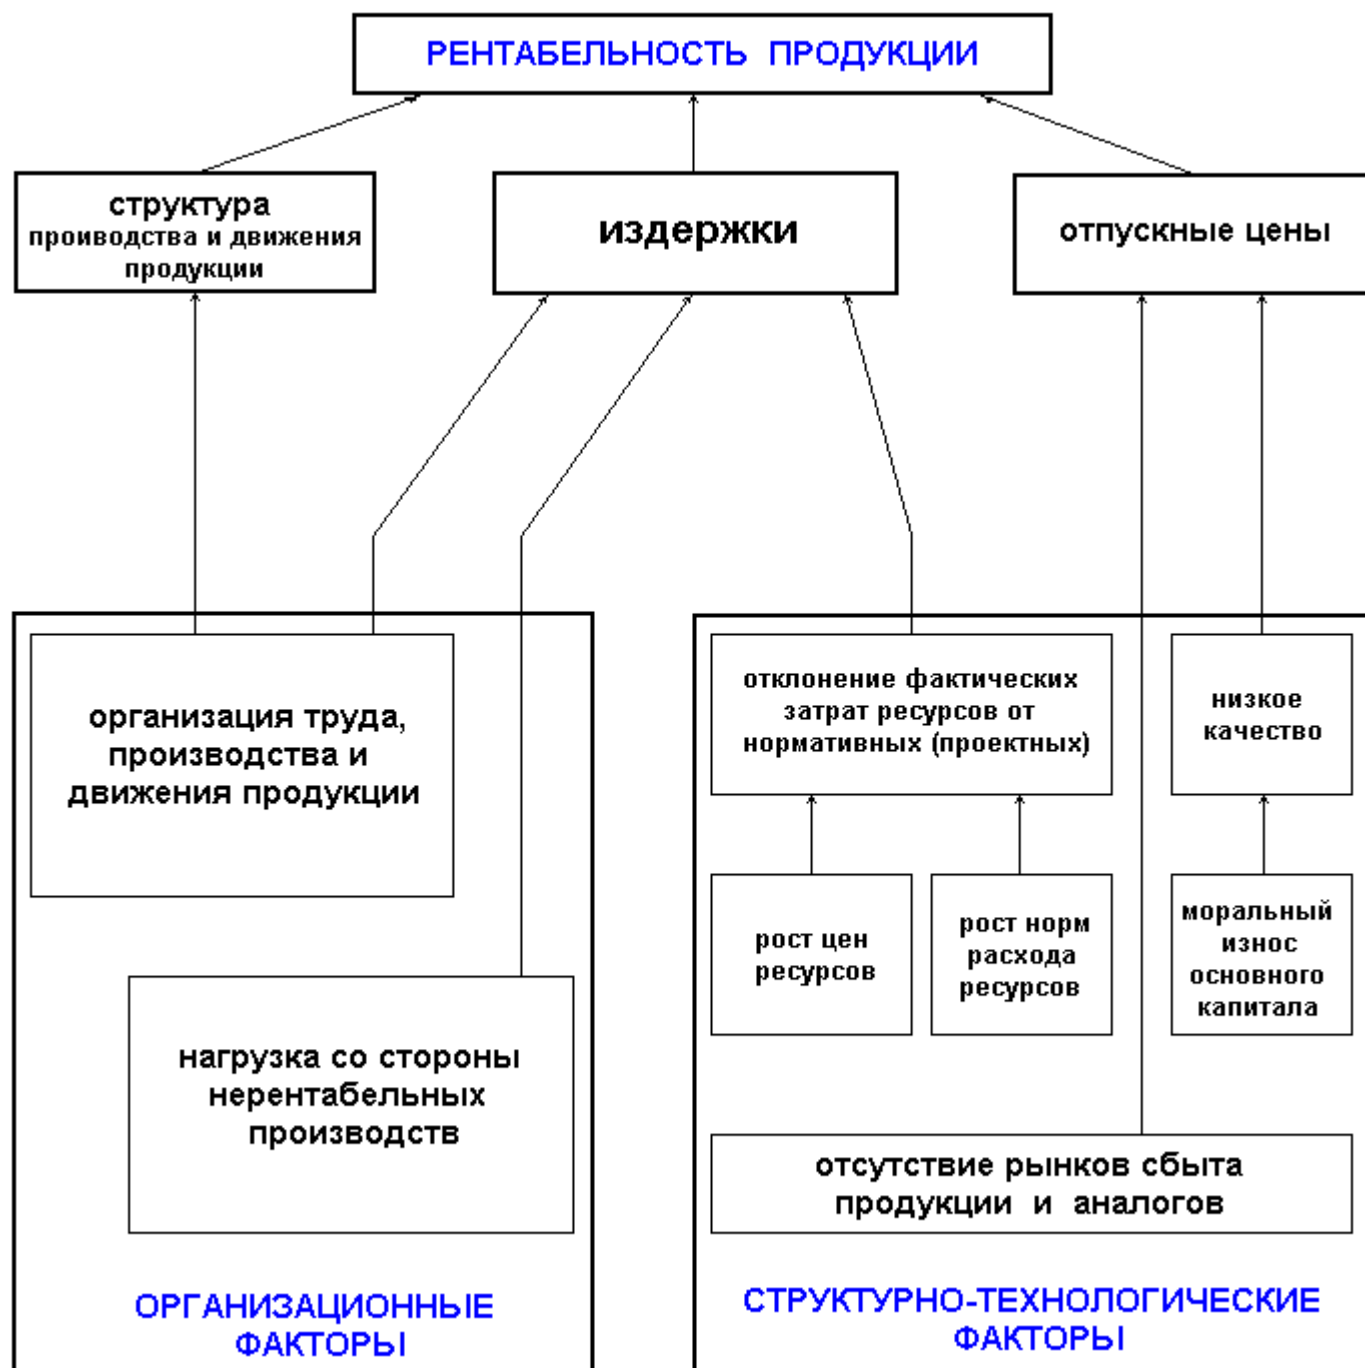 РЕНТАБЕЛЬНОСТЬ ПРОДУКЦИИ
структура
проиводства и движения
продукции
издержки
отпускные цены
организация труда,
производства и
движения продукции
нагрузка со стороны
нерентабельных
производств
ОРГАНИЗАЦИОННЫЕ
ФАКТОРЫ
отклонение фактических
затрат ресурсов от
нормативных (проектных)
низкое
качество
рост цен
ресурсов
рост норм
расхода
ресурсов
моральный
износ
основного
капитала
отсутствие рынков сбыта
продукции и аналогов
СТРУКТУРНО-ТЕХНОЛОГИЧЕСКИЕ
ФАКТОРЫ